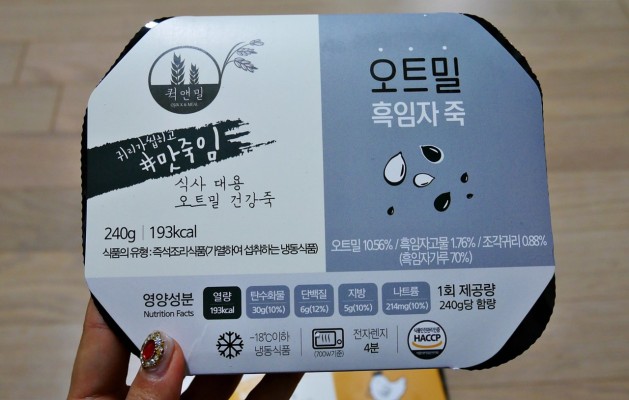 퀵앤밀
QUICK & MEAL
귀리가 씹히고
#맛죽임
식사 대용
오트밀 건강죽
240g | 193kcal
식품의 유형 : 즉석조리식품(가열하여 섭취하는 냉동식품)
오트밀
흑임자 죽
오트밀 10.56% / 흑임자고물 1.76% / 조각귀리 0.88%
(흑임자가루 70%)
영양성분
Nutrition Facts
열량
193kcal
탄수화물
30g(10%)
단백질
6g(12%)
지방
5g(10%)
나트륨
214mg(10%)
1회 제공량
240g당 함량
-18℃이하
냉동식품
(700W기준)
전자렌지
4분
HACCP